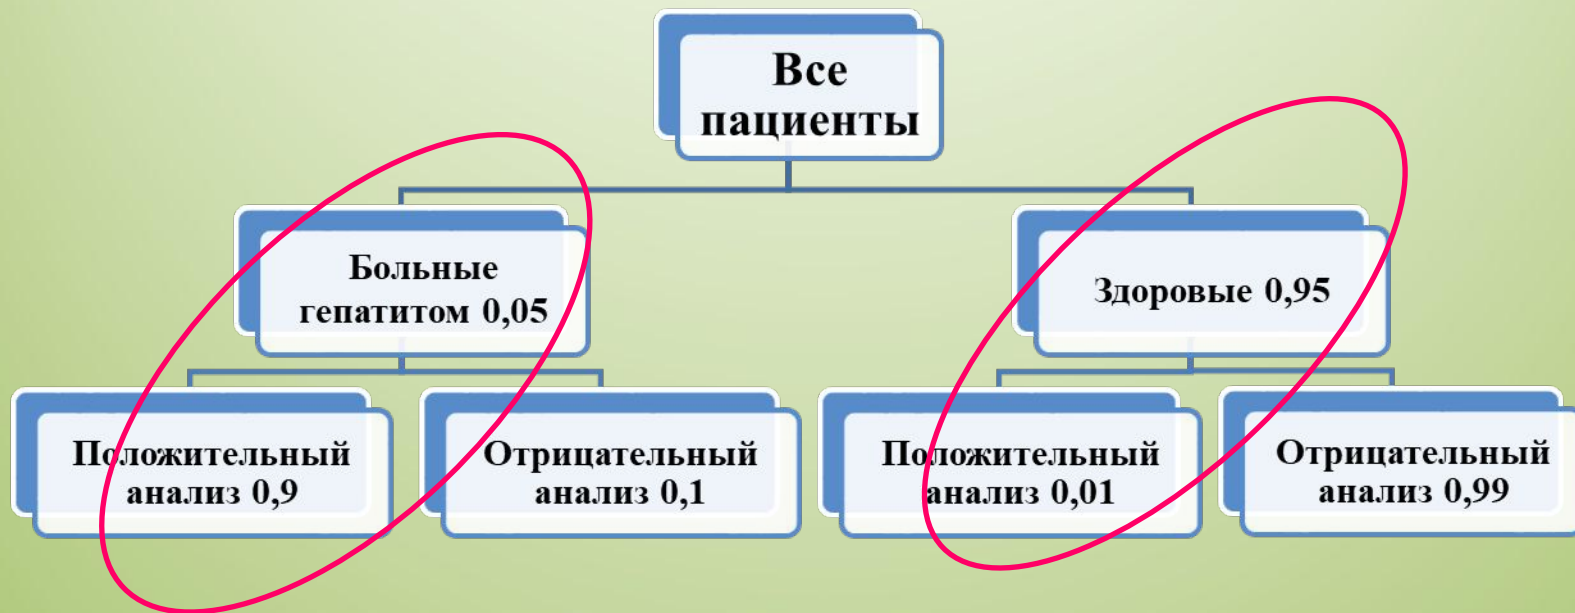 Все
пациенты
Больные
гепатитом 0,05
Здоровые 0,95
Положительный
анализ 0,9
Отрицательный
анализ 0,1
Положительный
анализ 0,01
Отрицательный
анализ 0,99